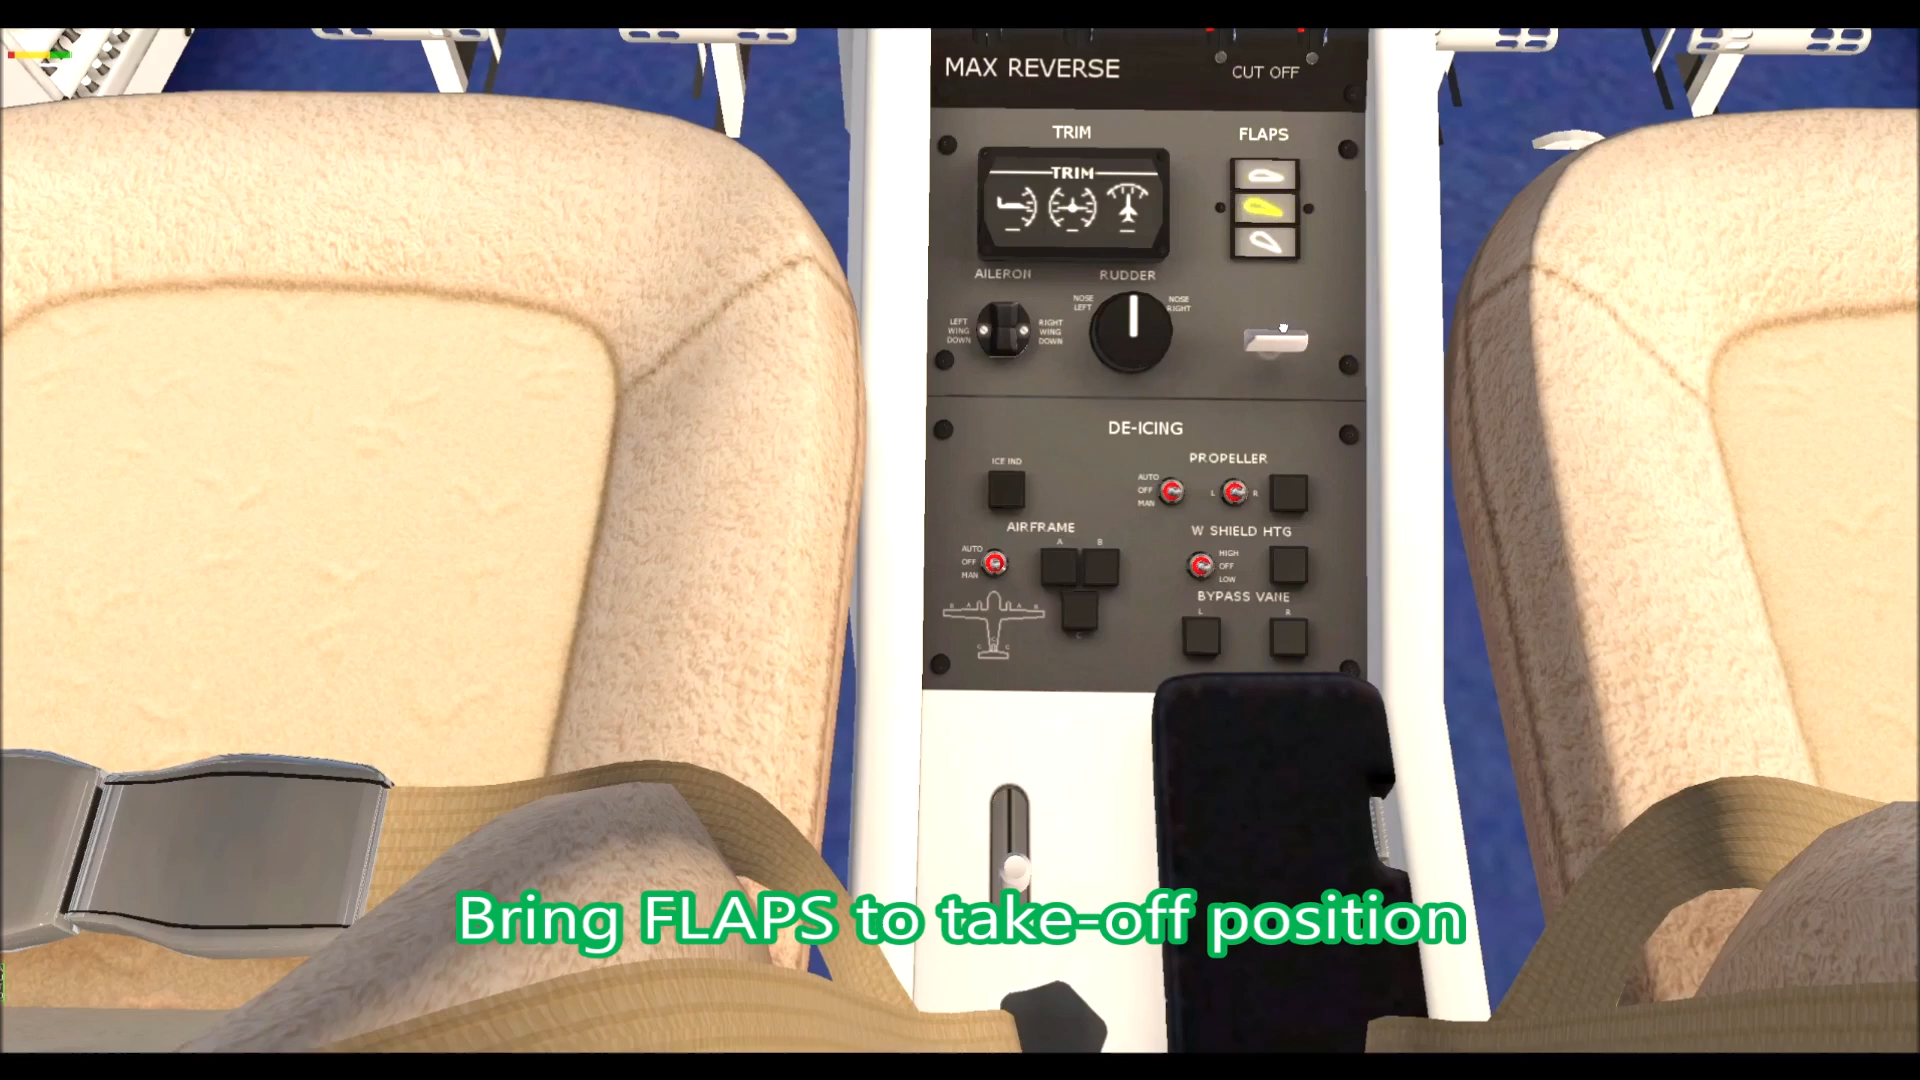 MAX REVERSE
CUT OFF
TRIM
FLAPS
TRIM
AILERON
RUDDER
NOSE LEFT
NOSE RIGHT
LEFT WING DOWN
RIGHT WING DOWN
DE-ICING
ICE IND
PROPELLER
AUTO
OFF
MAN
L
R
AIRFRAME
A
B
W SHIELD HTG
AUTO
OFF
MAN
HIGH
OFF
LOW
BYPASS VANE
L
R
B A A B
C
C C C
Bring FLAPS to take-off position